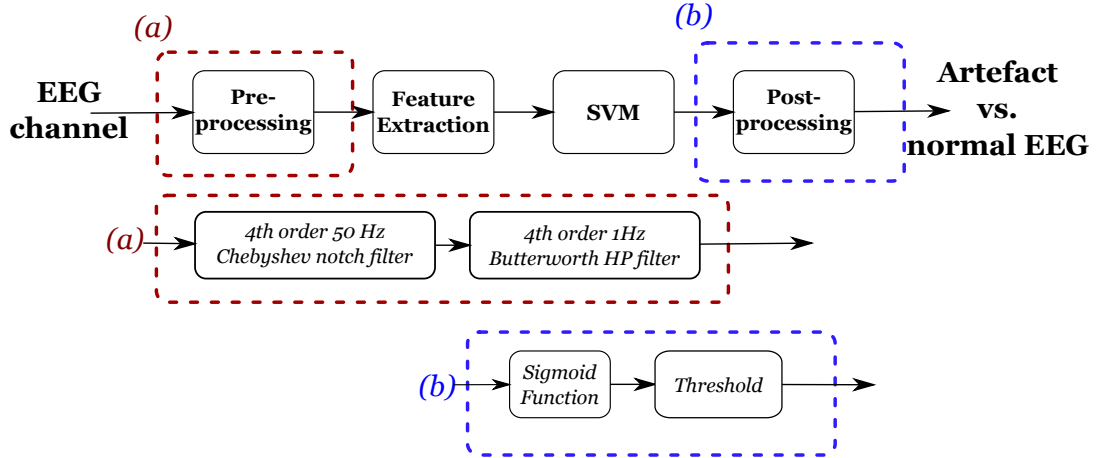 (a)
(b)
EEG
channel
Pre-
processing
Feature
Extraction
SVM
Post-
processing
Artefact
vs.
normal EEG
(a)
4th order 50 Hz
Chebyshev notch filter
4th order 1Hz
Butterworth HP filter
(b)
Sigmoid
Function
Threshold